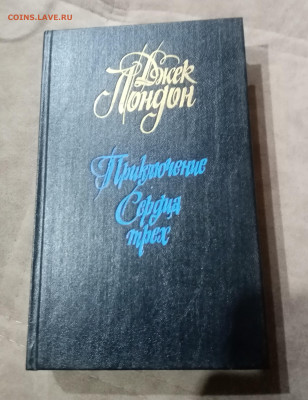 COINS.LAVE.RU
Джек
Лондон
Приключение
Сердца
трех